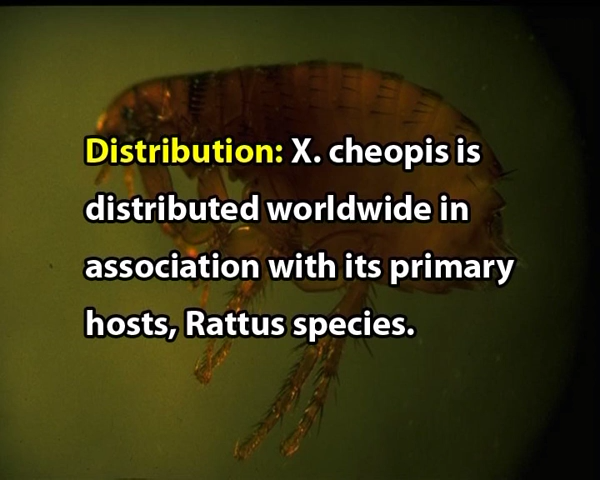 Distribution: X. cheopis is
distributed worldwide in
association with its primary
hosts, Rattus species.